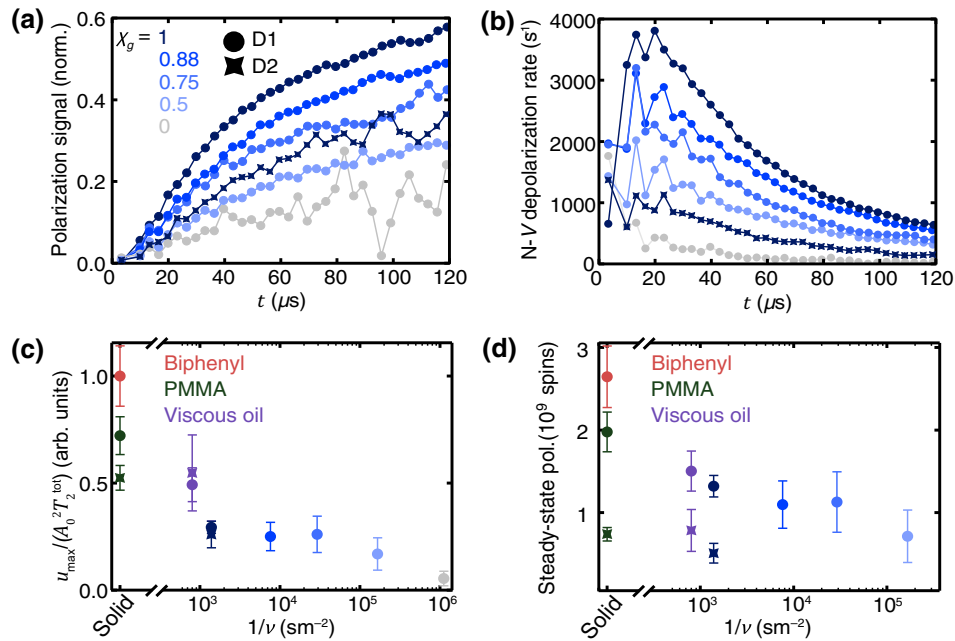 (a)
χg = 1
0.88
0.75
0.5
0
D1
D2
Polarization signal (norm.)
0.6
0.4
0.2
0.0
0 20 40 60 80 100 120
t (μs)
(b)
N- V depolarization rate (s⁻¹)
4000
3000
2000
1000
0
0 20 40 60 80 100 120
t (μs)
(c)
Biphenyl
PMMA
Viscous oil
u_max/(A₀²T₂^tot) (arb. units)
1.0
0.5
0.0
Solid 10³ 10⁴ 10⁵ 10⁶
1/ν (sm⁻²)
(d)
Biphenyl
PMMA
Viscous oil
Steady-state pol.(10⁹ spins)
3
2
1
Solid 10³ 10⁴ 10⁵
1/ν (sm⁻²)